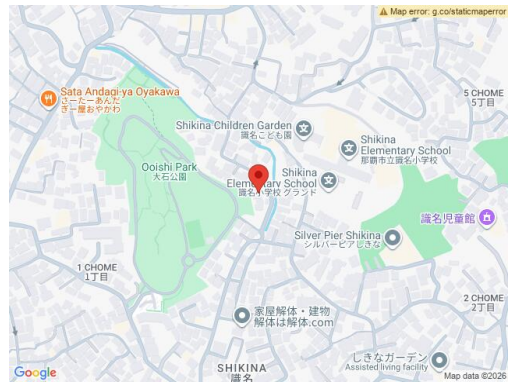 Map error: g.co/staticmaperror
Sata Andagi-ya Oyakawa
さーたーあんだ
ぎー屋おやかわ
5 CHOME
5丁目
Shikina Children Garden
識名こども園
Shikina
Elementary School
那覇市立識名小学校
Ooishi Park
大石公園
Shikina
Elementary School
識名小学校 グランド
識名児童館
Silver Pier Shikina
シルバーピアしきな
1 CHOME
1丁目
2 CHOME
2丁目
家屋解体・建物
解体は解体.com
SHIKINA
識名
しきなガーデン
Assisted living facility
Google
Map data ©2026